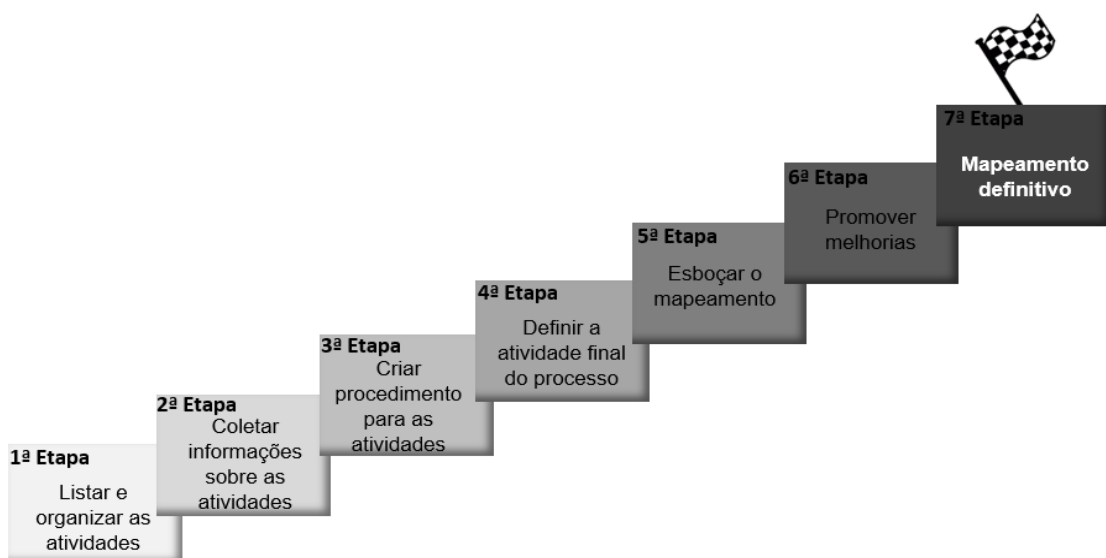 1ª Etapa
Listar e
organizar as
atividades
2ª Etapa
Coletar
informações
sobre as
atividades
3ª Etapa
Criar
procedimento
para as
atividades
4ª Etapa
Definir a
atividade final
do processo
5ª Etapa
Esboçar o
mapeamento
6ª Etapa
Promover
melhorias
7ª Etapa
Mapeamento
definitivo